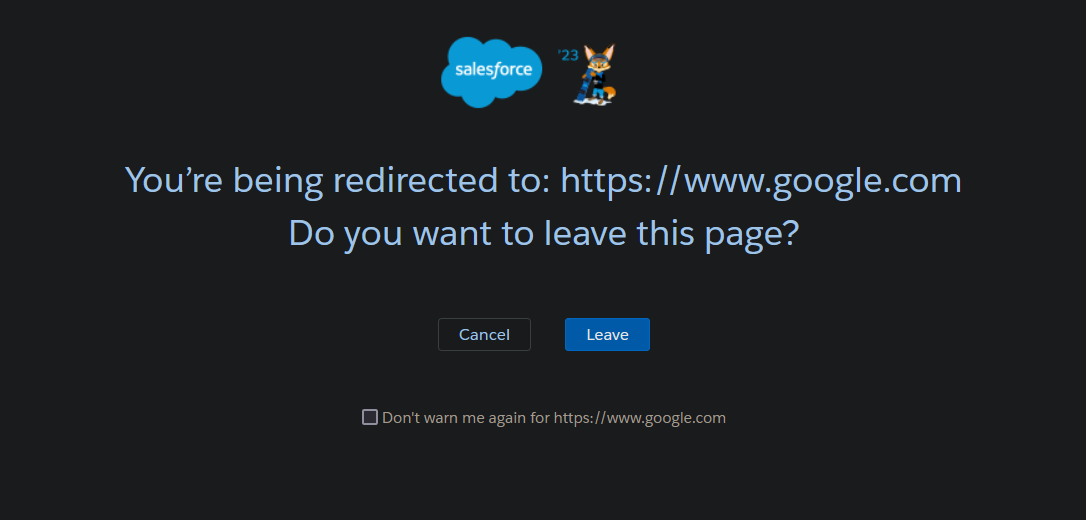 salesforce
'23
You’re being redirected to: https://www.google.com
Do you want to leave this page?
Cancel
Leave
Don't warn me again for https://www.google.com